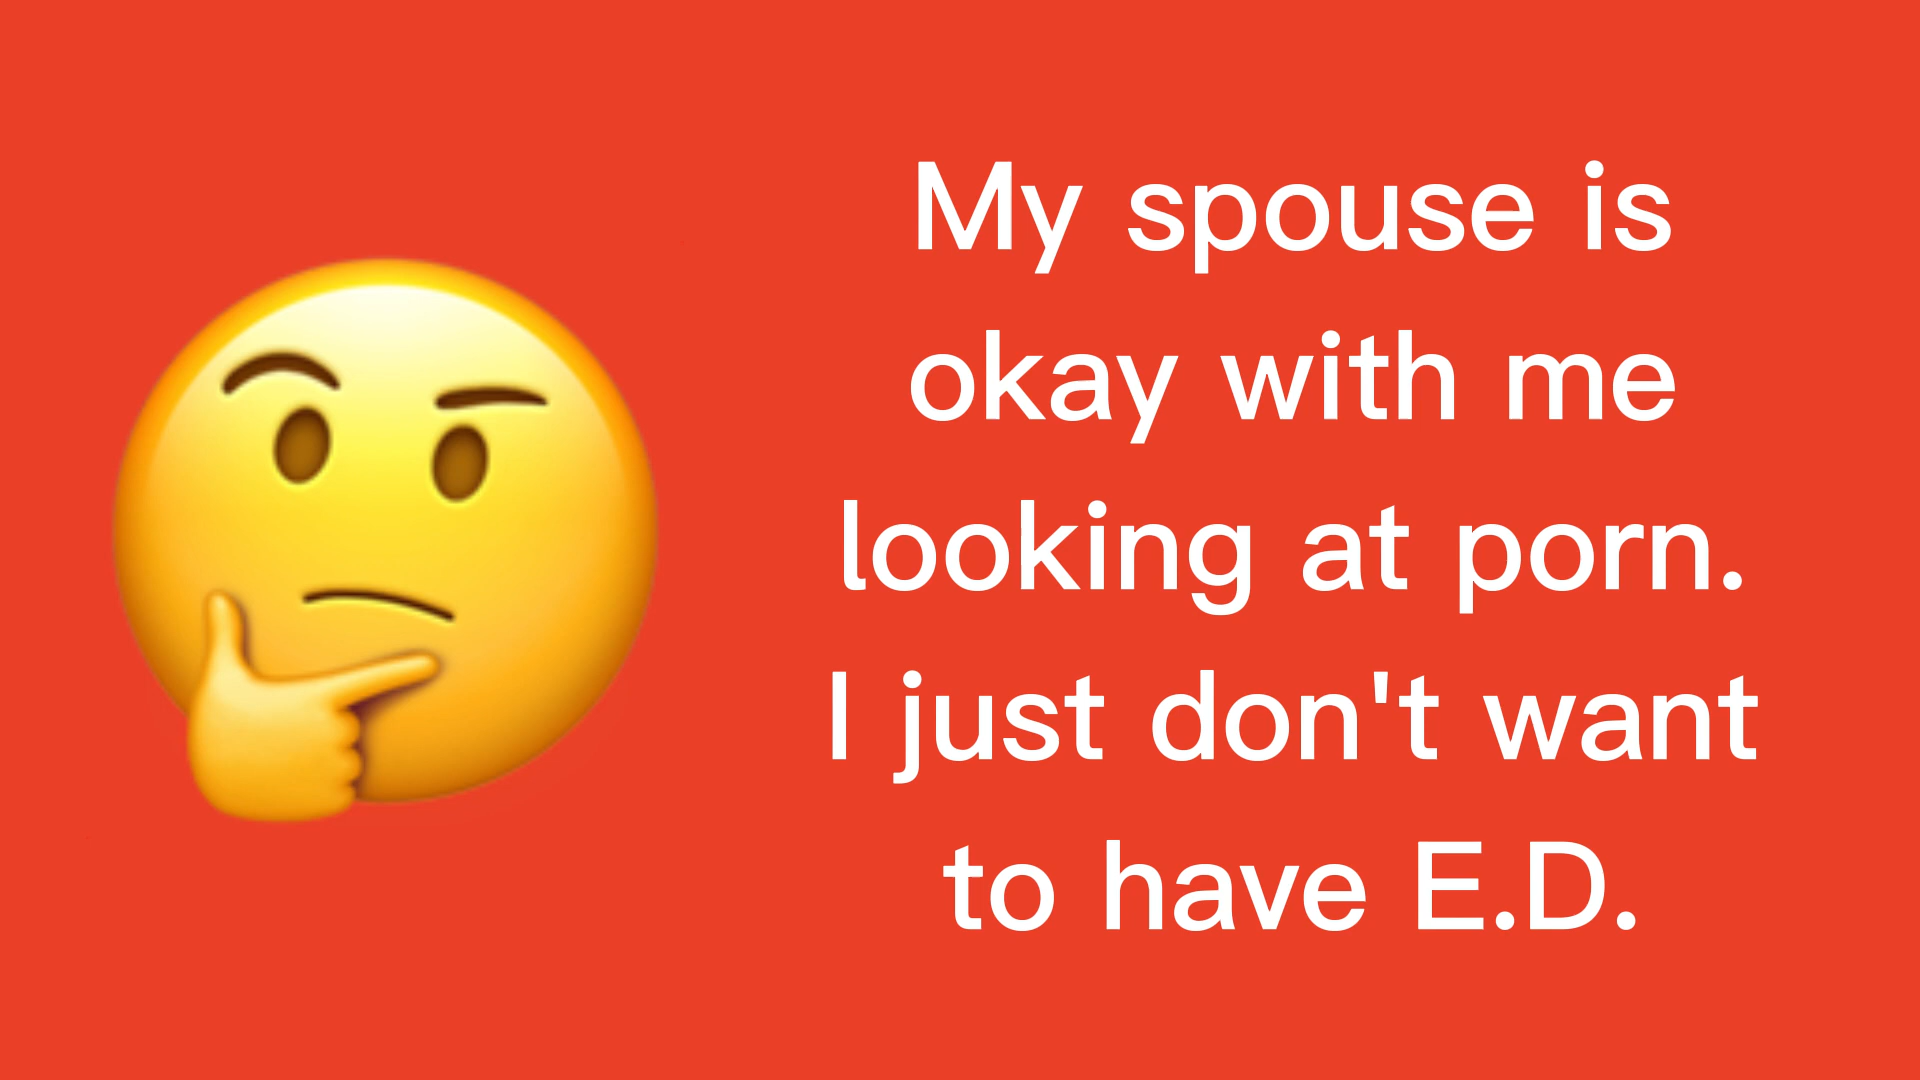 My spouse is
okay with me
looking at porn.
I just don't want
to have E.D.